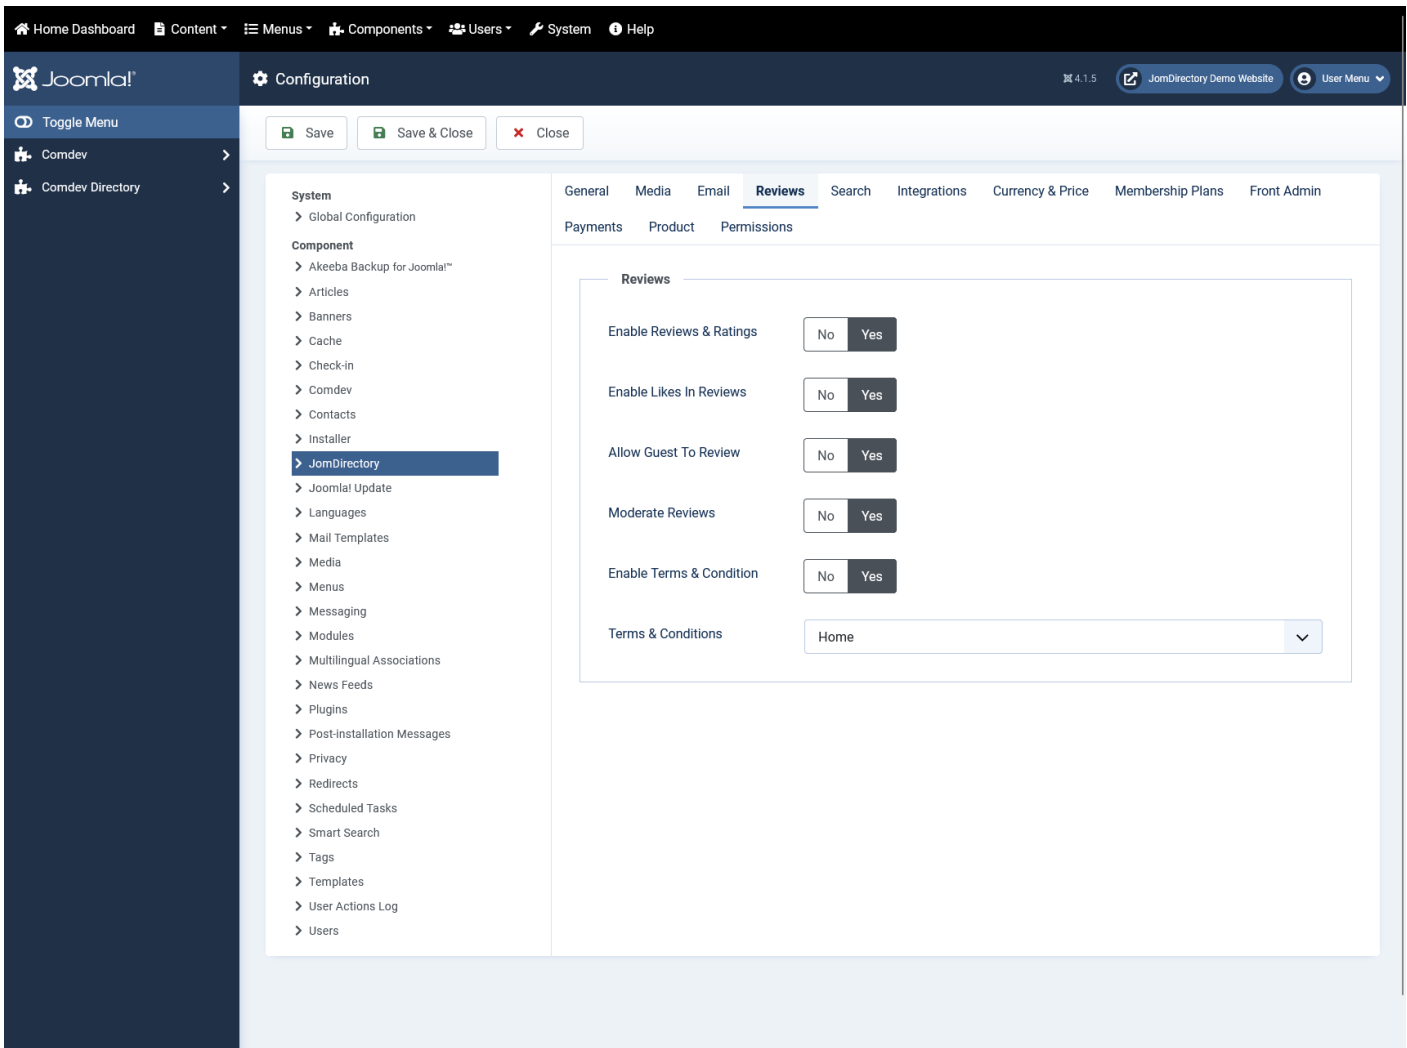 Home Dashboard Content Menus Components Users System Help
Joomla!® Configuration 4.1.5 JomDirectory Demo Website User Menu
Toggle Menu
Comdev
Comdev Directory
Save Save & Close Close
System
Global Configuration
Component
Akeeba Backup for Joomla!™
Articles
Banners
Cache
Check-in
Comdev
Contacts
Installer
JomDirectory
Joomla! Update
Languages
Mail Templates
Media
Menus
Messaging
Modules
Multilingual Associations
News Feeds
Plugins
Post-installation Messages
Privacy
Redirects
Scheduled Tasks
Smart Search
Tags
Templates
User Actions Log
Users
General Media Email Reviews Search Integrations Currency & Price Membership Plans Front Admin
Payments Product Permissions
Reviews
Enable Reviews & Ratings No Yes
Enable Likes In Reviews No Yes
Allow Guest To Review No Yes
Moderate Reviews No Yes
Enable Terms & Condition No Yes
Terms & Conditions Home